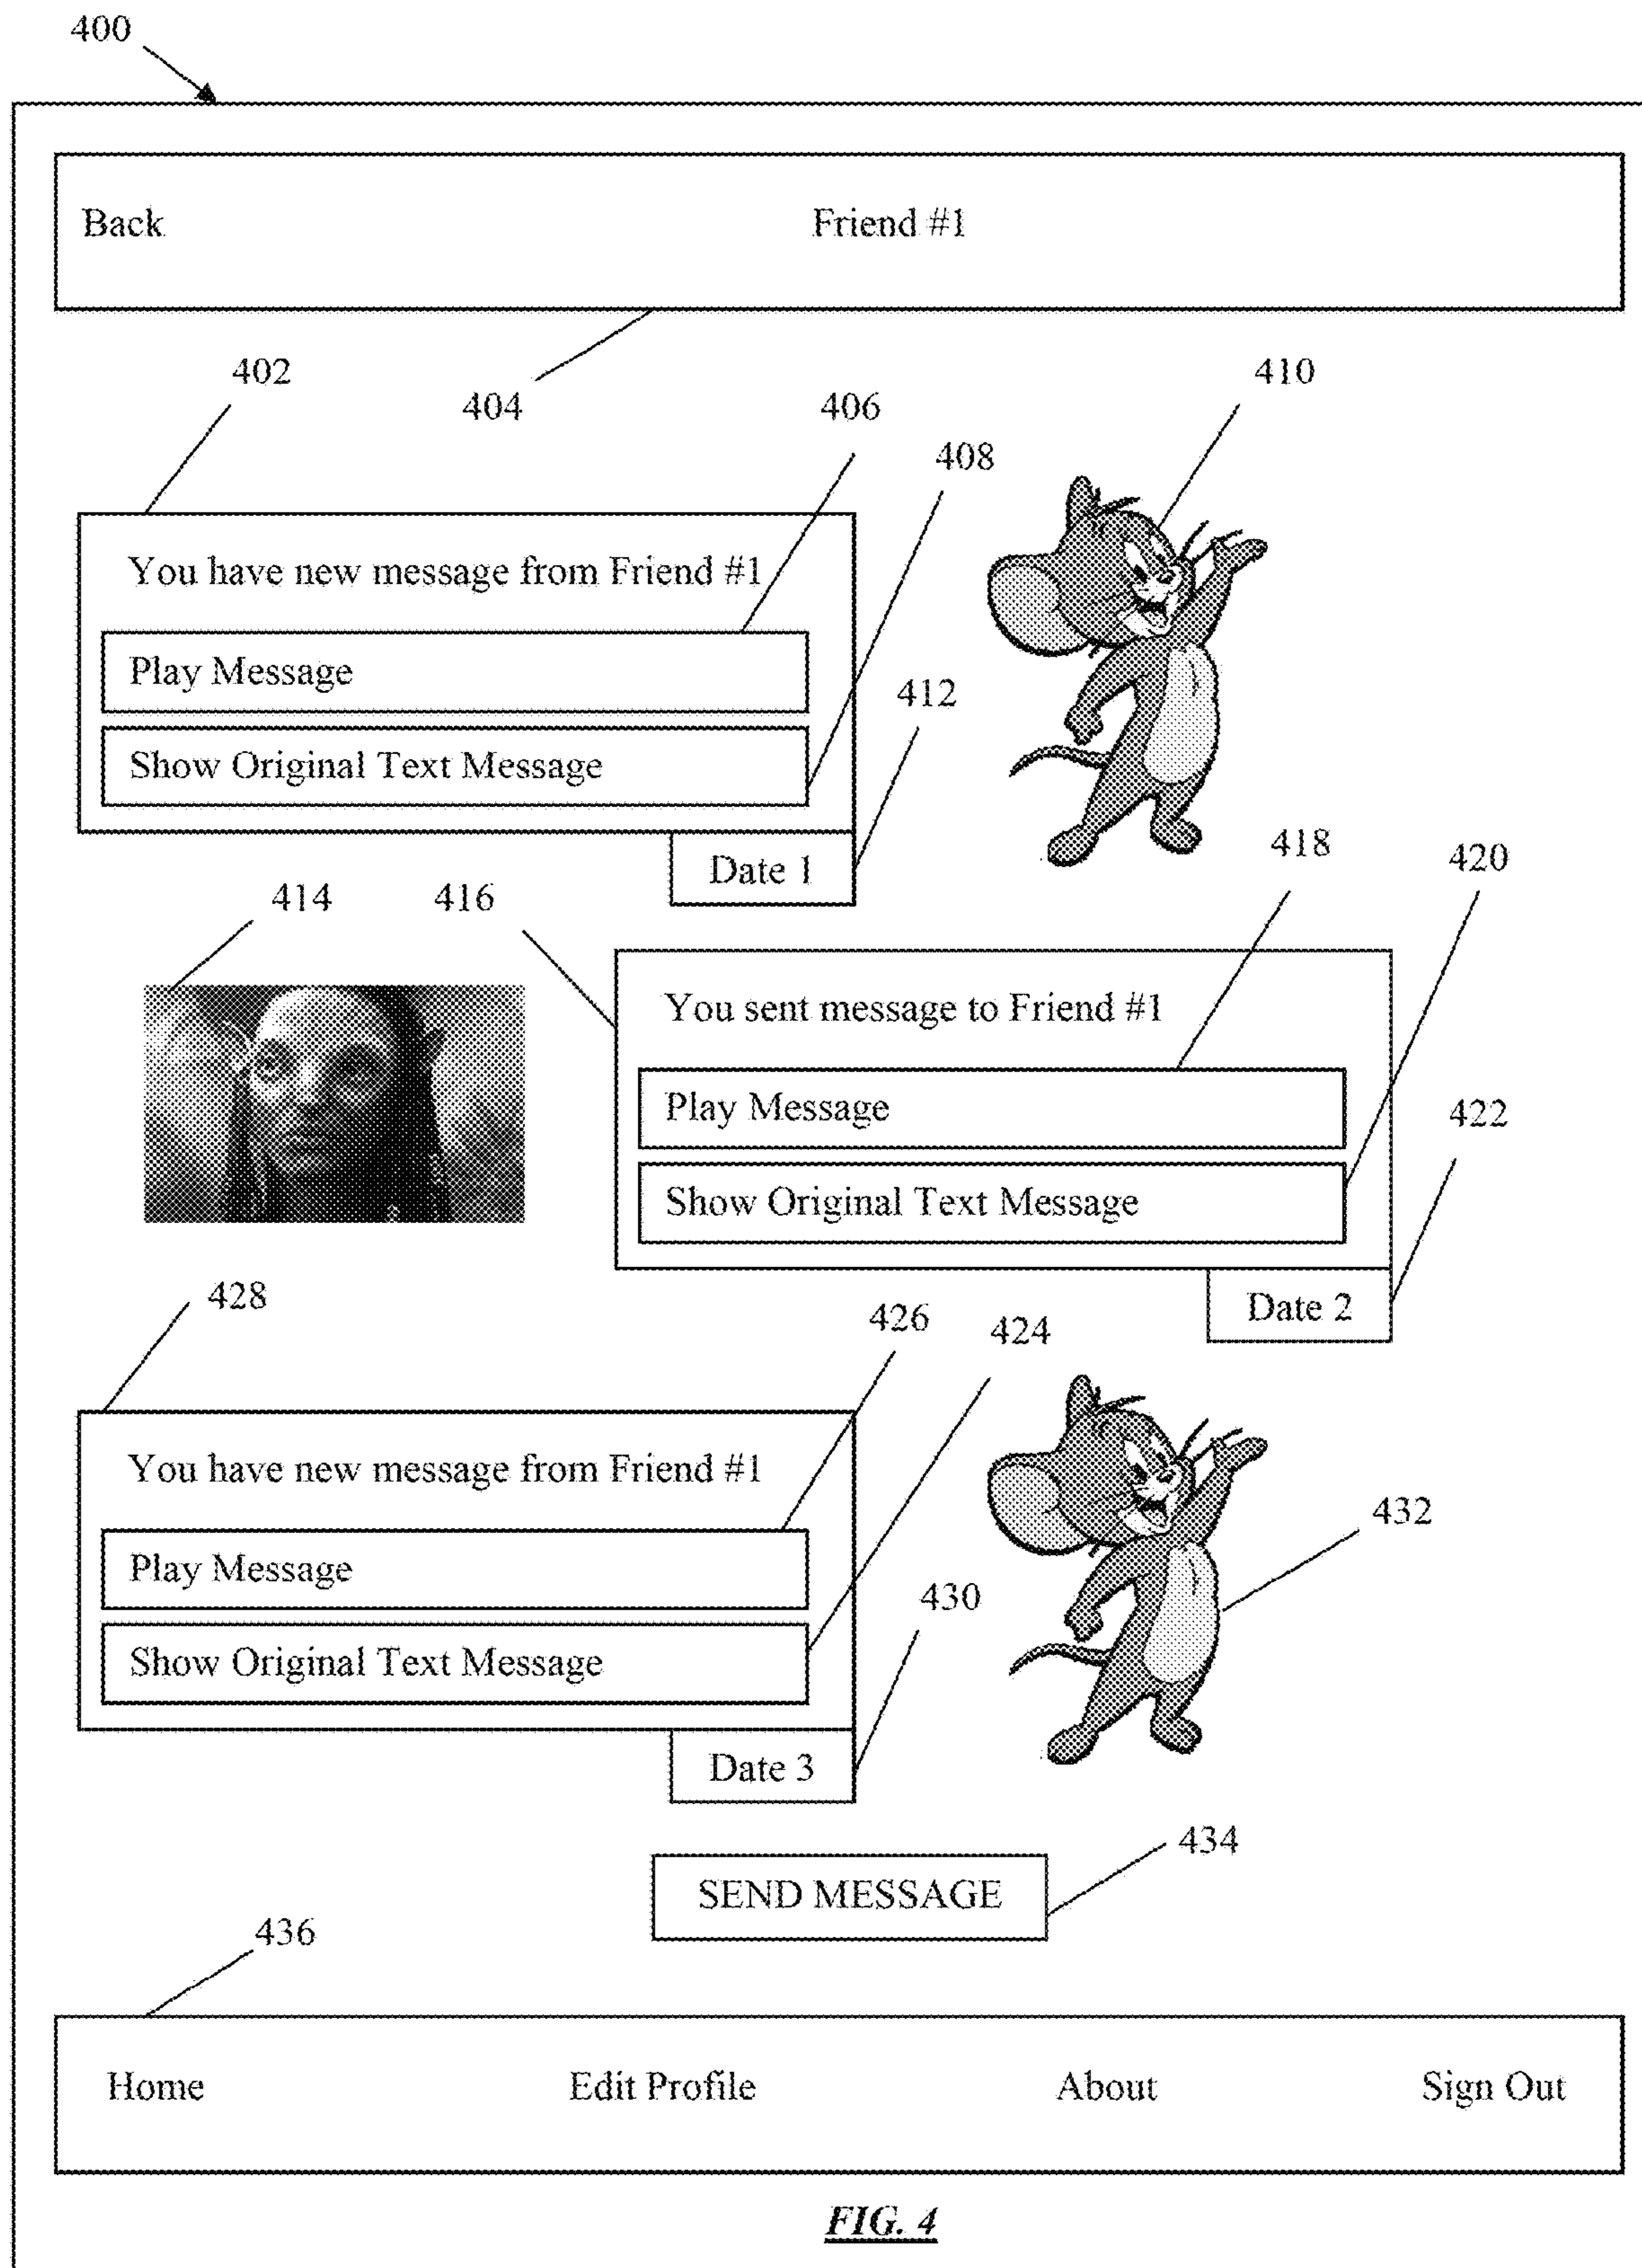 400
Back Friend #1
402
404
406
408
410
You have new message from Friend #1
Play Message
412
Show Original Text Message
Date 1
414
416
418
420
You sent message to Friend #1
Play Message
422
Show Original Text Message
Date 2
428
426
424
You have new message from Friend #1
Play Message
432
430
Show Original Text Message
Date 3
434
SEND MESSAGE
436
Home Edit Profile About Sign Out
FIG. 4